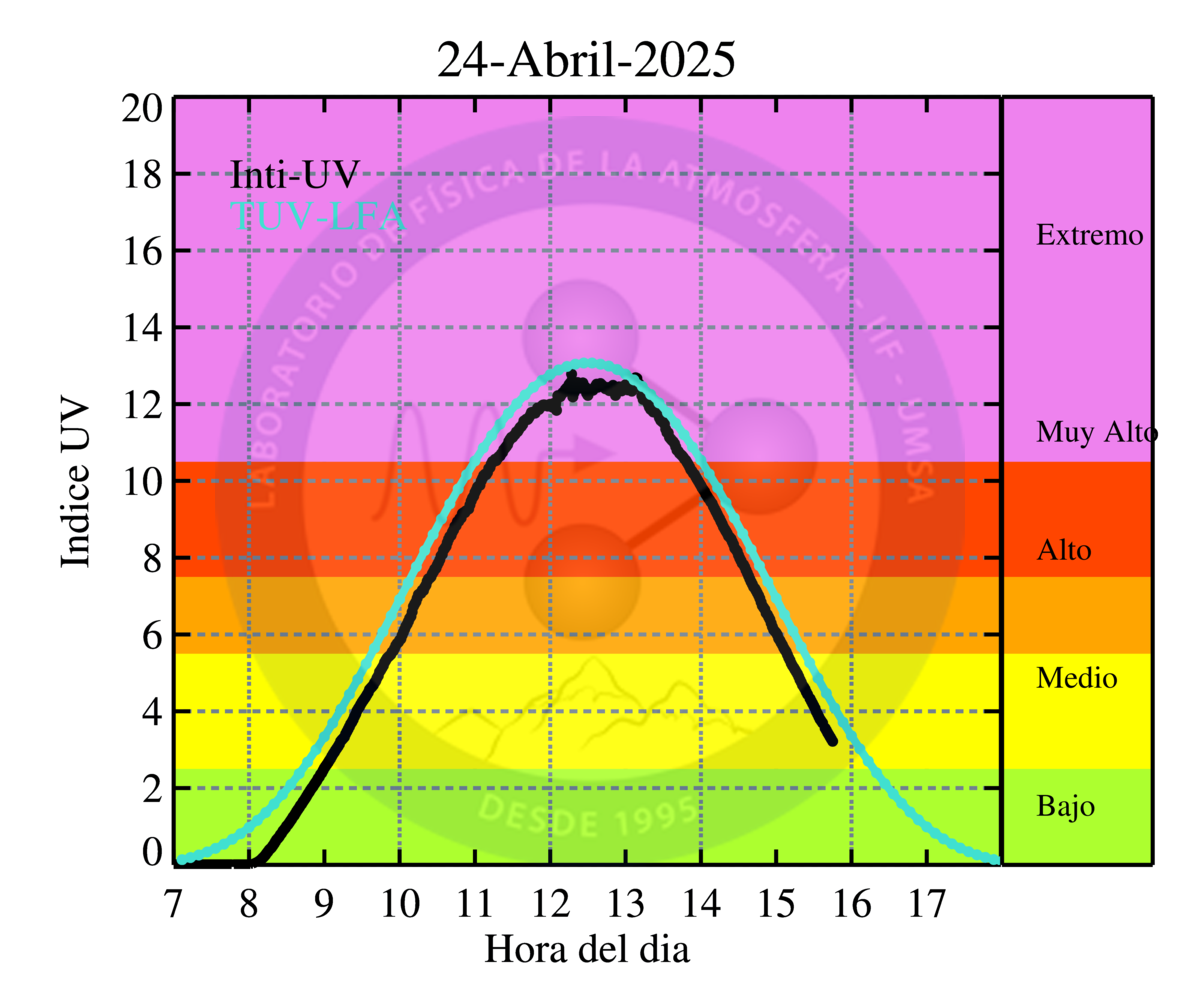 24-Abril-2025
20
18
16
14
12
10
8
6
4
2
0
Indice UV
Inti-UV
TUV-LFA
LABORATORIO DE FÍSICA DE LA ATMÓSFERA - IIF - UMSA
DESDE 1995
Extremo
Muy Alto
Alto
Medio
Bajo
7 8 9 10 11 12 13 14 15 16 17
Hora del dia